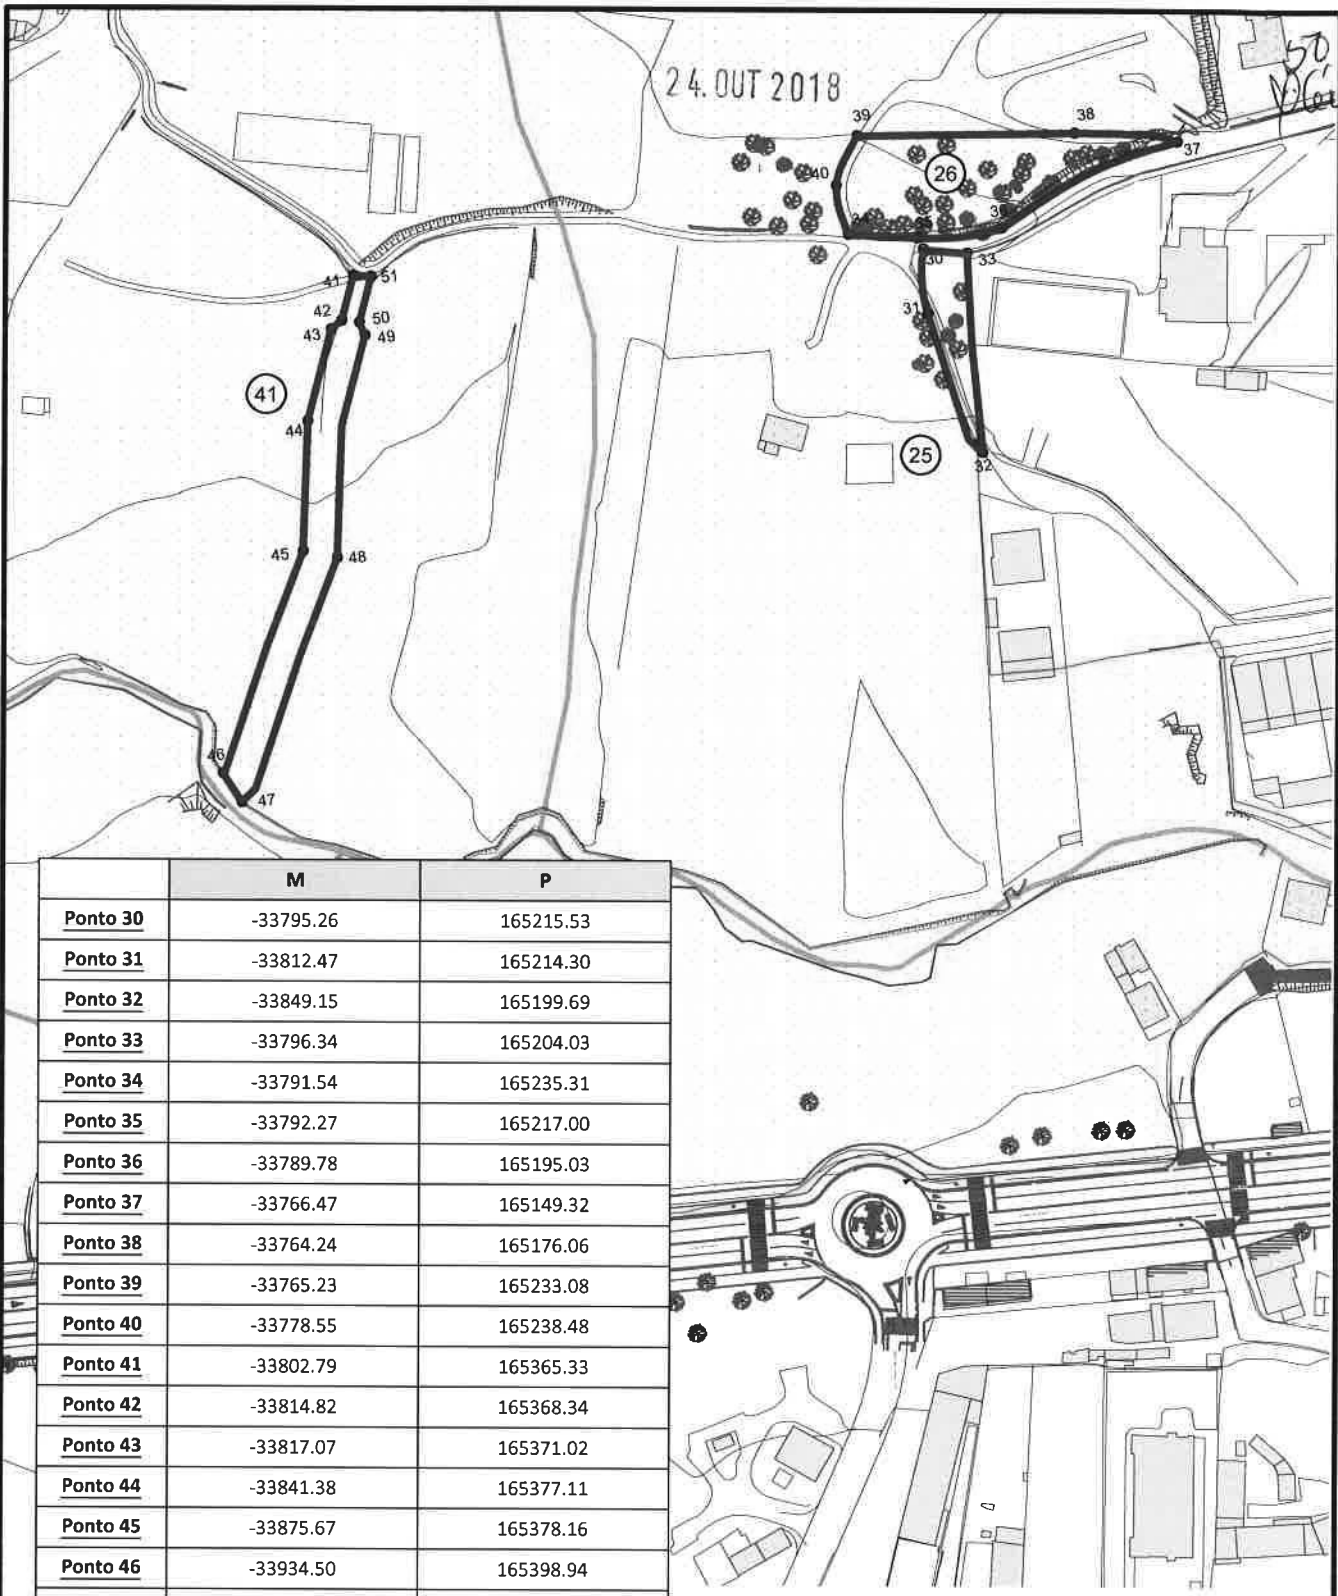 24. OUT 2018
39
38
37
40
26
34
35
36
30
33
31
32
25
41
51
42
50
43
49
41
44
45
48
46
47
M P
Ponto 30 -33795.26 165215.53
Ponto 31 -33812.47 165214.30
Ponto 32 -33849.15 165199.69
Ponto 33 -33796.34 165204.03
Ponto 34 -33791.54 165235.31
Ponto 35 -33792.27 165217.00
Ponto 36 -33789.78 165195.03
Ponto 37 -33766.47 165149.32
Ponto 38 -33764.24 165176.06
Ponto 39 -33765.23 165233.08
Ponto 40 -33778.55 165238.48
Ponto 41 -33802.79 165365.33
Ponto 42 -33814.82 165368.34
Ponto 43 -33817.07 165371.02
Ponto 44 -33841.38 165377.11
Ponto 45 -33875.67 165378.16
Ponto 46 -33934.50 165398.94